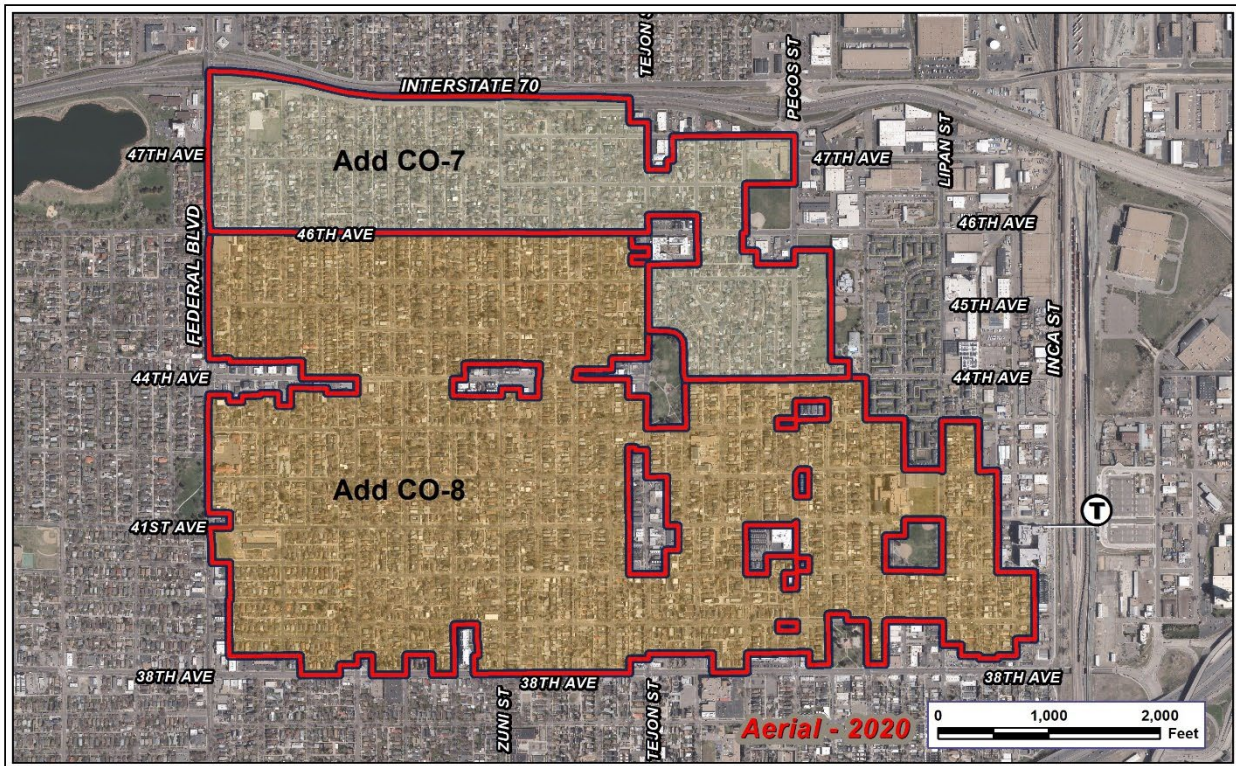 TEJON S
PECOS ST
INTERSTATE 70
47TH AVE
Add CO-7
47TH AVE
LIPAN ST
FEDERAL BLVD
46TH AVE
46TH AVE
45TH AVE
INCA ST
44TH AVE
44TH AVE
Add CO-8
41ST AVE
T
38TH AVE
ZUNI ST
38TH AVE
TEJON ST
38TH AVE
Aerial - 2020
0 1,000 2,000
Feet